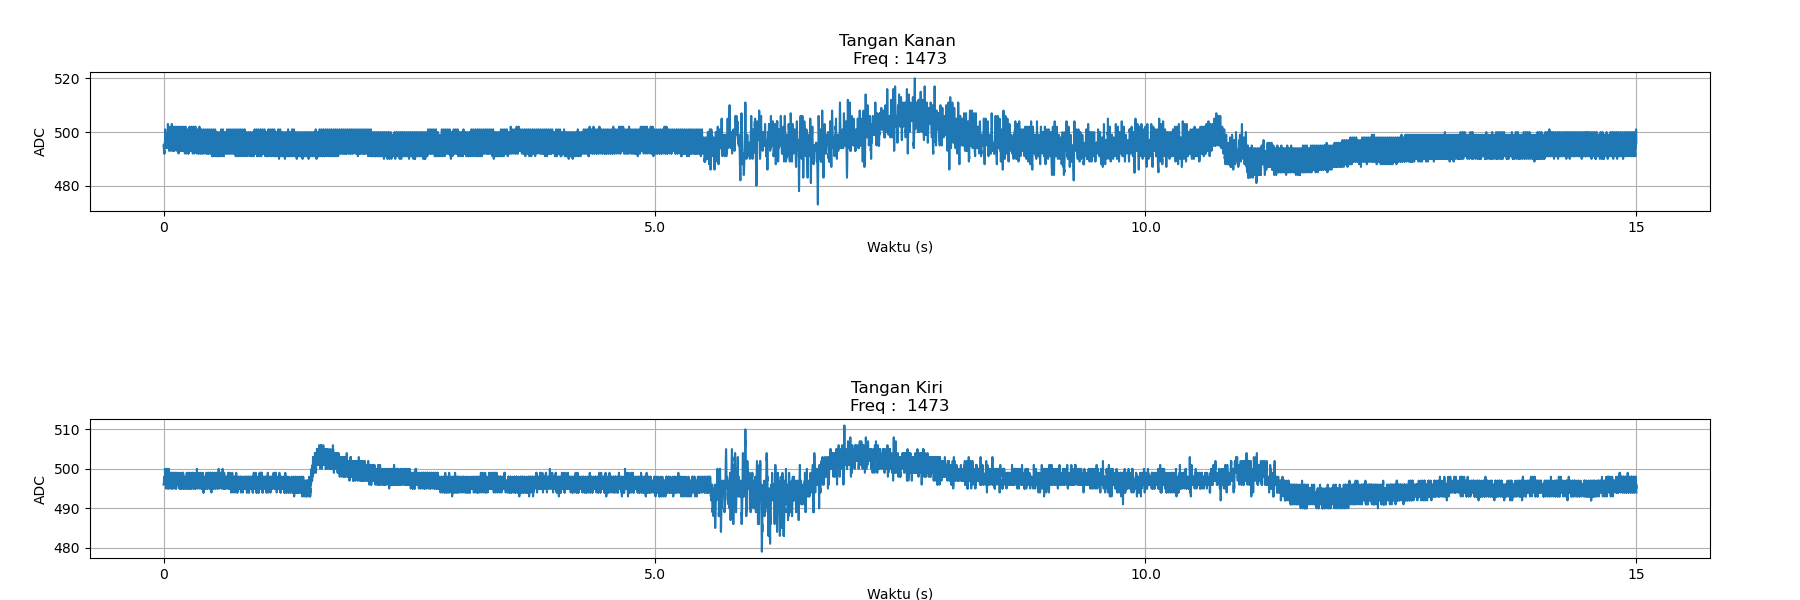 Tangan Kanan
Freq : 1473
520
500
480
ADC
0 5.0 10.0 15
Waktu (s)
Tangan Kiri
Freq :  1473
510
500
490
480
ADC
0 5.0 10.0 15
Waktu (s)